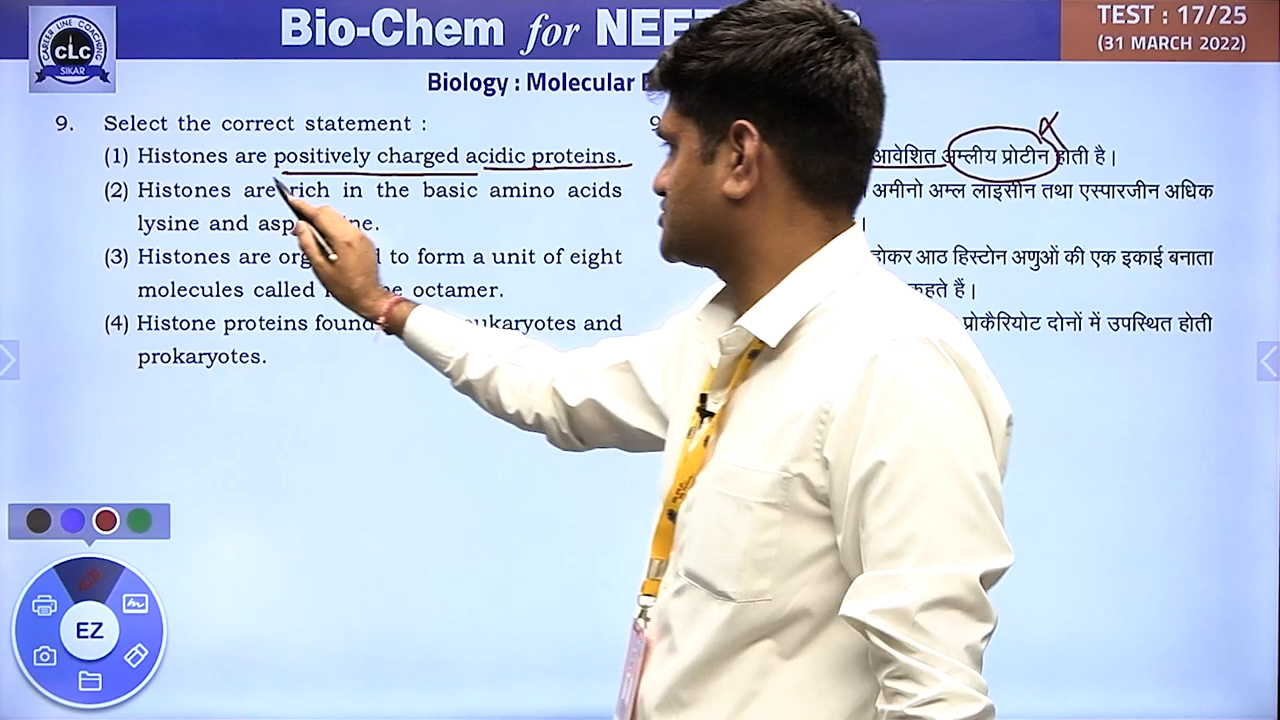 CAREER LINE COACHING
CLC
SIKAR
Bio-Chem for NEET
TEST : 17/25
(31 MARCH 2022)
Biology : Molecular
9. Select the correct statement :
(1) Histones are positively charged acidic proteins.
(2) Histones are rich in the basic amino acids
lysine and
(3) Histones are to form a unit of eight
molecules called octamer.
(4) Histone proteins found and
prokaryotes.
9
आवेशित अम्लीय प्रोटीन होती है।
अमीनो अम्ल लाइसीन तथा एस्पारजीन अधिक
।
होकर आठ हिस्टोन अणुओं की एक इकाई बनाता
कहते हैं।
प्रोकैरियोट दोनों में उपस्थित होती
EZ